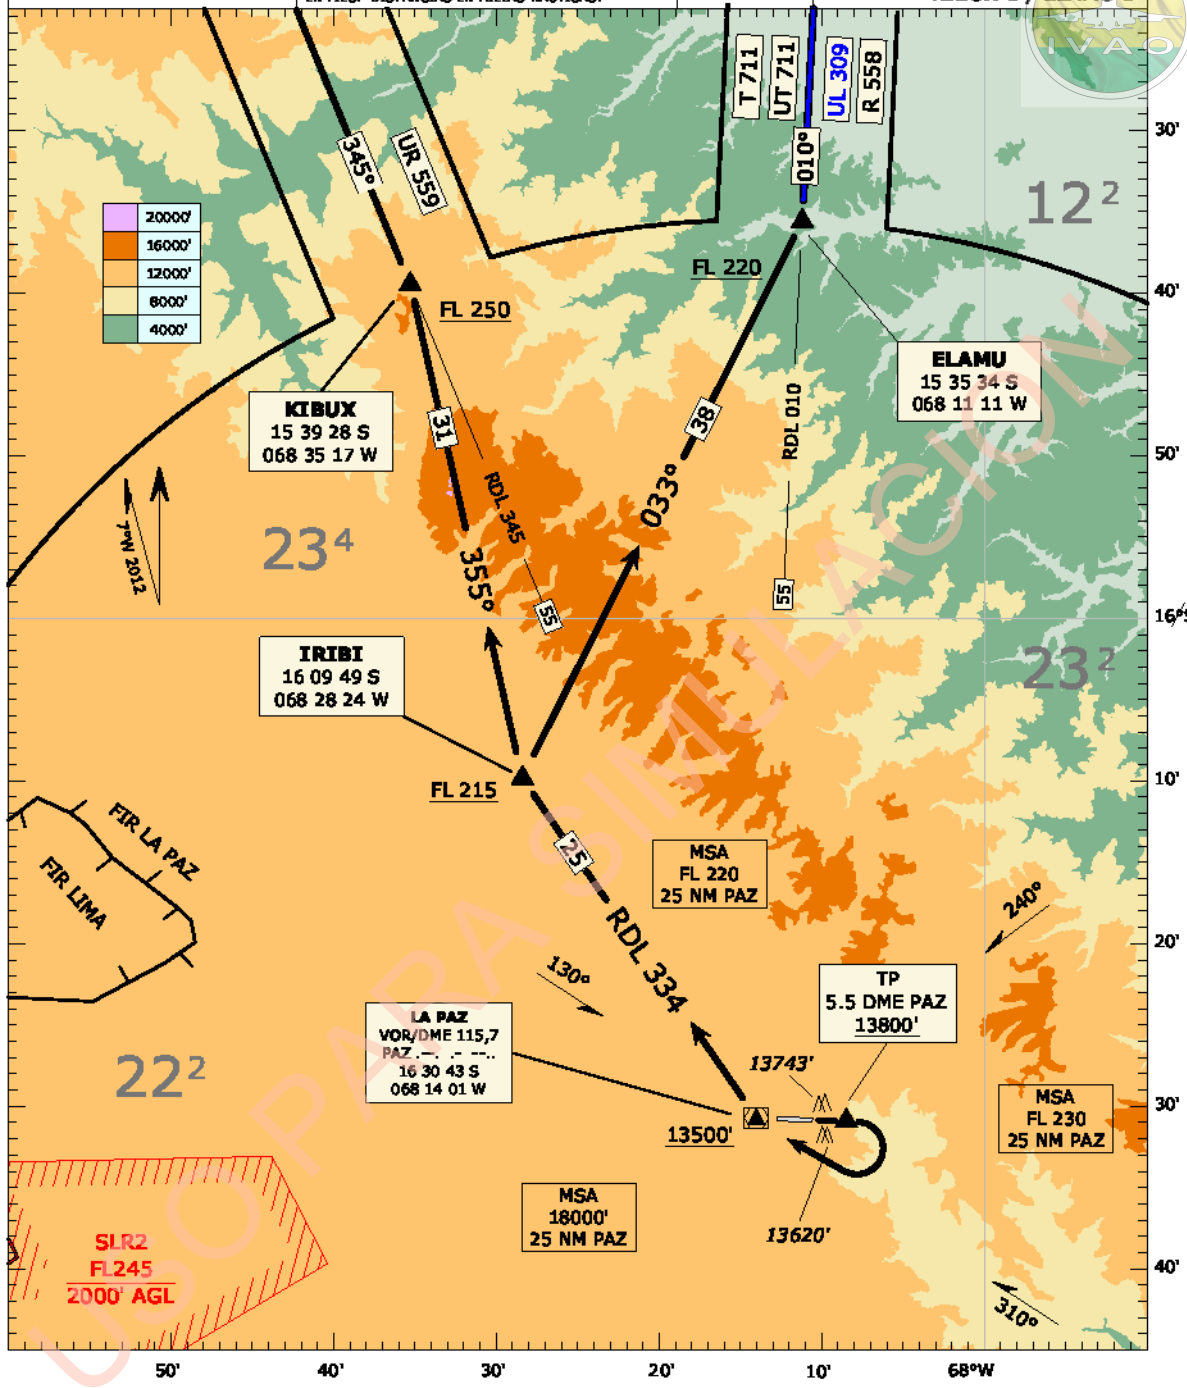 T 711
UT 711
UL 309
R 558
IVAO
345°
UR 559
010°
30'
12²
20000'
16000'
12000'
8000'
4000'
FL 220
FL 250
40'
ELAMU
15 35 34 S
068 11 11 W
KIBUX
15 39 28 S
068 35 17 W
31
38
RDL 010
RDL 345
50'
033°
7°W 2012
23⁴
355°
55
55
16°S
IRIBI
16 09 49 S
068 28 24 W
23²
FL 215
10'
FIR LA PAZ
FIR LIMA
25
MSA
FL 220
25 NM PAZ
240°
RDL 334
20'
130°
TP
5.5 DME PAZ
13800'
LA PAZ
VOR/DME 115,7
PAZ .--. .- --..
16 30 43 S
068 14 01 W
22²
13743'
13500'
30'
MSA
FL 230
25 NM PAZ
MSA
18000'
25 NM PAZ
13620'
SLR2
FL245
2000' AGL
40'
310°
50'
40'
30'
20'
10'
68°W
USO PARA SIMULACION